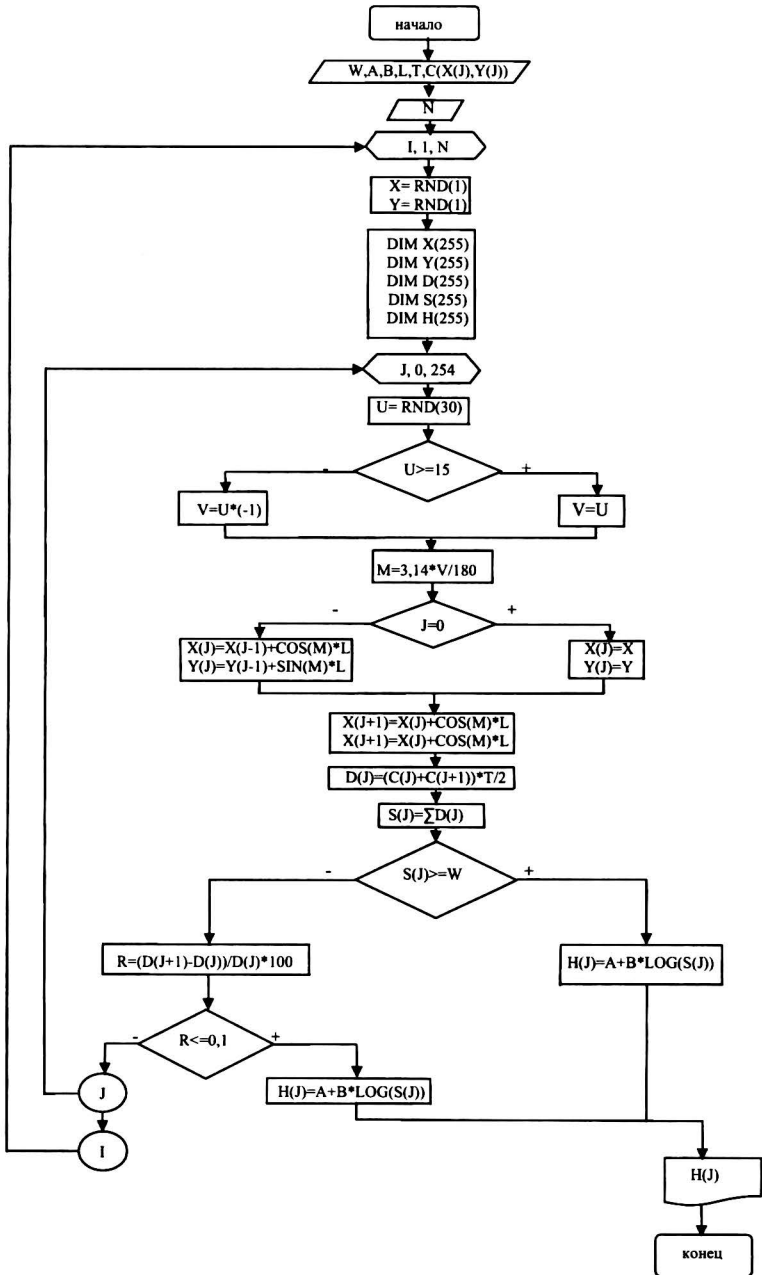 начало
W,A,B,L,T,C(X(J),Y(J))
N
I, 1, N
X= RND(1)
Y= RND(1)
DIM X(255)
DIM Y(255)
DIM D(255)
DIM S(255)
DIM H(255)
J, 0, 254
U= RND(30)
- U>=15 +
V=U*(-1)
V=U
M=3,14*V/180
- J=0 +
X(J)=X(J-1)+COS(M)*L
Y(J)=Y(J-1)+SIN(M)*L
X(J)=X
Y(J)=Y
X(J+1)=X(J)+COS(M)*L
X(J+1)=X(J)+COS(M)*L
D(J)=(C(J)+C(J+1))*T/2
S(J)=∑D(J)
- S(J)>=W +
R=(D(J+1)-D(J))/D(J)*100
H(J)=A+B*LOG(S(J))
- R<=0,1 +
J
H(J)=A+B*LOG(S(J))
I
H(J)
конец